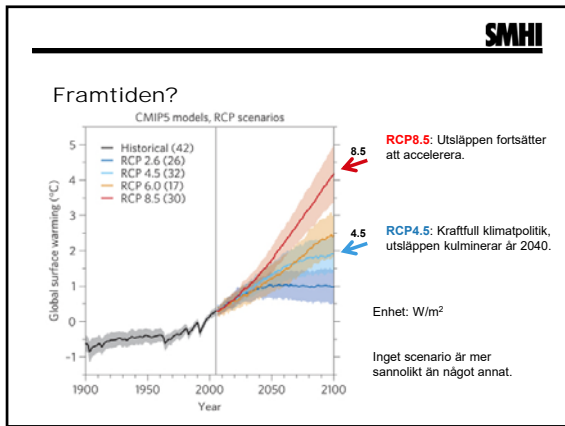 SMHI
Framtiden?
CMIP5 models, RCP scenarios
Historical (42)
RCP 2.6 (26)
RCP 4.5 (32)
RCP 6.0 (17)
RCP 8.5 (30)
Global surface warming (°C)
5
4
3
2
1
0
−1
1900
1950
2000
2050
2100
Year
8.5
RCP8.5: Utsläppen fortsätter
att accelerera.
4.5
RCP4.5: Kraftfull klimatpolitik,
utsläppen kulminerar år 2040.
Enhet: W/m²
Inget scenario är mer
sannolikt än något annat.